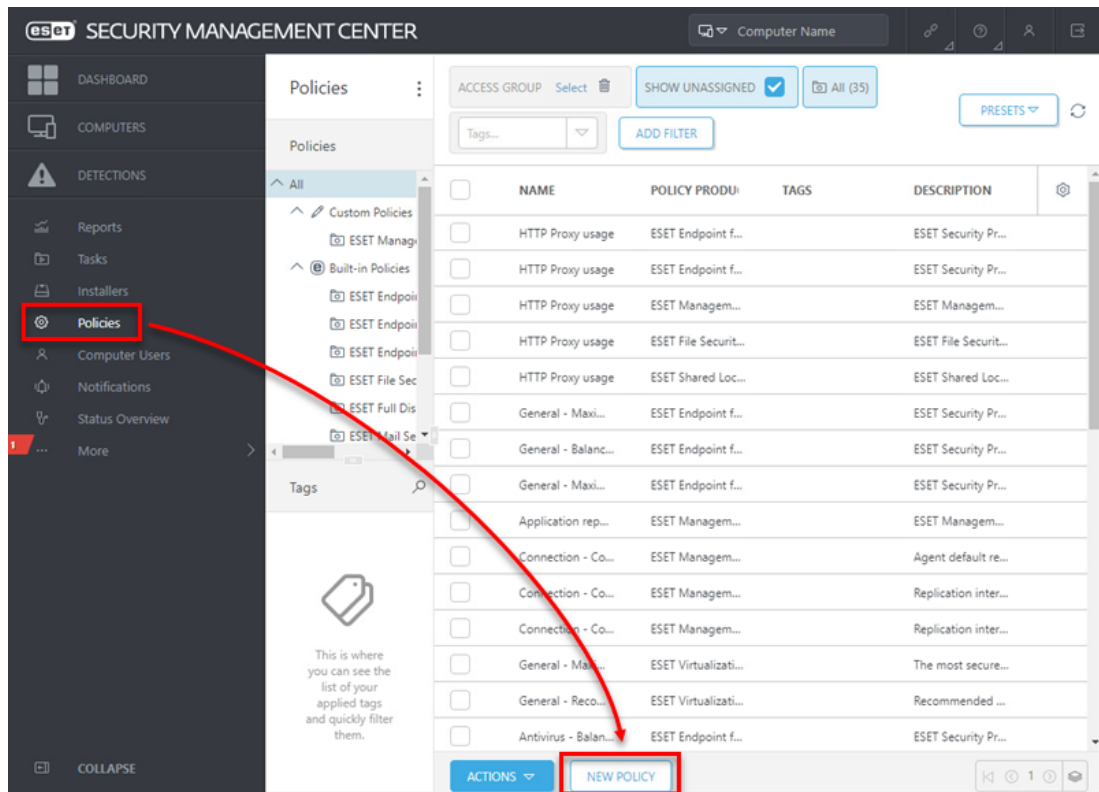 eset SECURITY MANAGEMENT CENTER
Computer Name
DASHBOARD
COMPUTERS
DETECTIONS
Reports
Tasks
Installers
Policies
Computer Users
Notifications
Status Overview
1
More
COLLAPSE
Policies
Policies
All
Custom Policies
ESET Manag
Built-in Policies
ESET Endpoi
ESET Endpoi
ESET Endpoi
ESET File Sec
ESET Full Dis
ESET Mail Se
Tags
This is where
you can see the
list of your
applied tags
and quickly filter
them.
ACCESS GROUP Select
SHOW UNASSIGNED
All (35)
PRESETS
Tags...
ADD FILTER
NAME POLICY PRODU TAGS DESCRIPTION
HTTP Proxy usage ESET Endpoint f... ESET Security Pr...
HTTP Proxy usage ESET Endpoint f... ESET Security Pr...
HTTP Proxy usage ESET Managem... ESET Managem...
HTTP Proxy usage ESET File Securit... ESET File Securit...
HTTP Proxy usage ESET Shared Loc... ESET Shared Loc...
General - Maxi... ESET Endpoint f... ESET Security Pr...
General - Balanc... ESET Endpoint f... ESET Security Pr...
General - Maxi... ESET Endpoint f... ESET Security Pr...
Application rep... ESET Managem... ESET Managem...
Connection - Co... ESET Managem... Agent default re...
Connection - Co... ESET Managem... Replication inter...
Connection - Co... ESET Managem... Replication inter...
General - Maxi... ESET Virtualizati... The most secure...
General - Reco... ESET Virtualizati... Recommended ...
Antivirus - Balan... ESET Endpoint f... ESET Security Pr...
ACTIONS
NEW POLICY
1